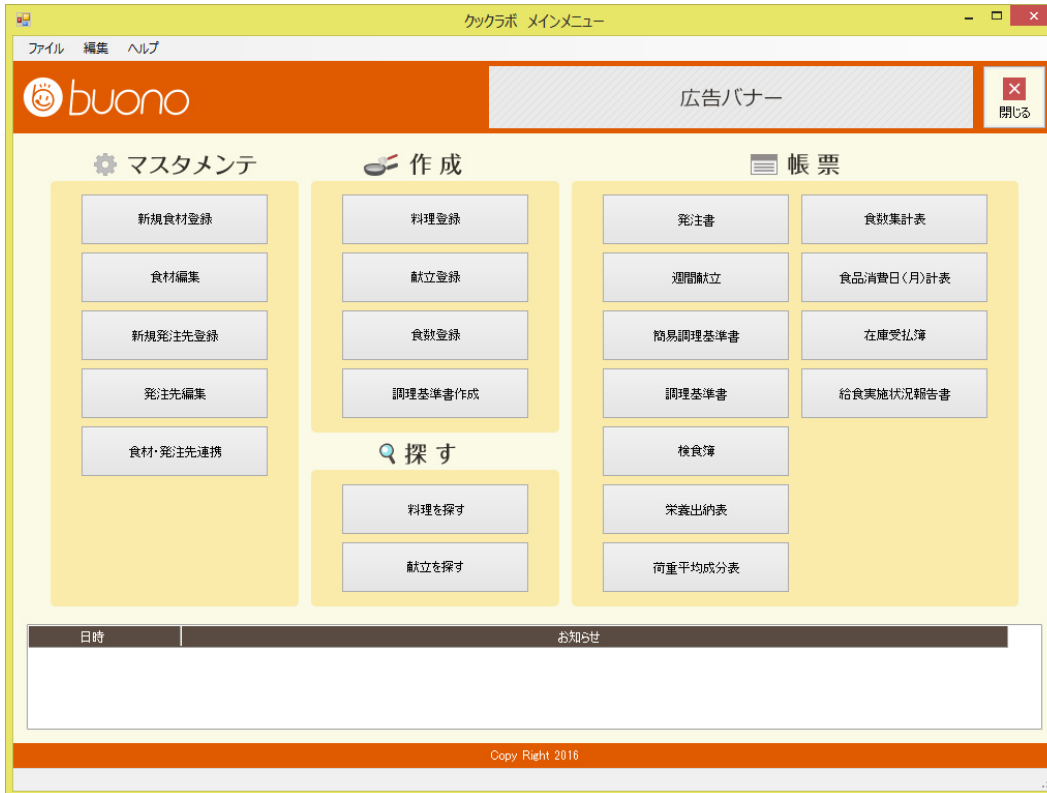 クックラボ メインメニュー
ファイル 編集 ヘルプ
buono
広告バナー
閉じる
マスタメンテ
新規食材登録
食材編集
新規発注先登録
発注先編集
食材・発注先連携
作成
料理登録
献立登録
食数登録
調理基準書作成
探す
料理を探す
献立を探す
帳票
発注書
週間献立
簡易調理基準書
調理基準書
検食簿
栄養出納表
荷重平均成分表
食数集計表
食品消費日(月)計表
在庫受払簿
給食実施状況報告書
日時 お知らせ
Copy Right 2016